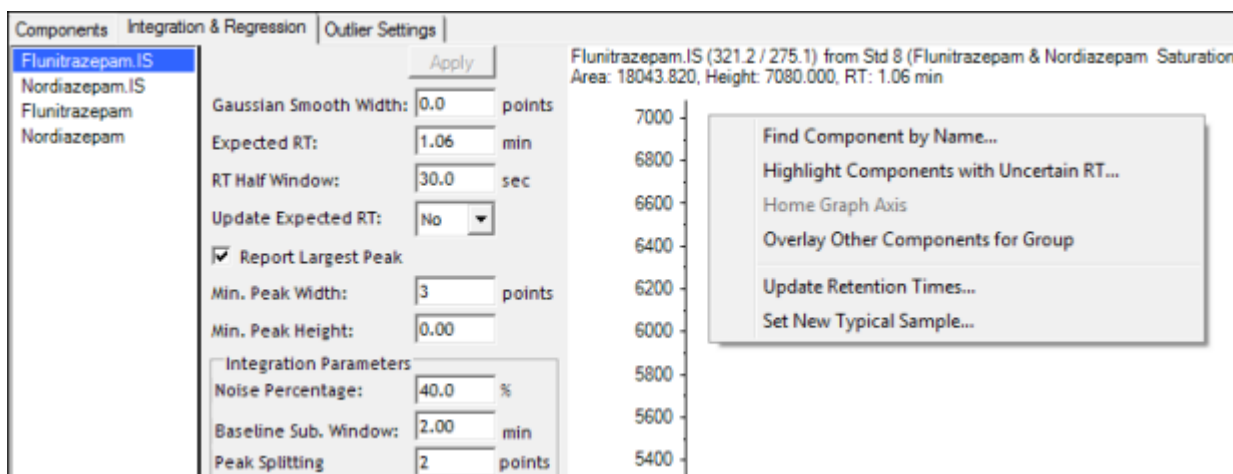 Components Integration & Regression Outlier Settings
Flunitrazepam.IS
Nordiazepam.IS
Flunitrazepam
Nordiazepam
Apply
Gaussian Smooth Width: 0.0 points
Expected RT: 1.06 min
RT Half Window: 30.0 sec
Update Expected RT: No
Report Largest Peak
Min. Peak Width: 3 points
Min. Peak Height: 0.00
Integration Parameters
Noise Percentage: 40.0 %
Baseline Sub. Window: 2.00 min
Peak Splitting 2 points
Flunitrazepam.IS (321.2 / 275.1) from Std 8 (Flunitrazepam & Nordiazepam Saturation
Area: 18043.820, Height: 7080.000, RT: 1.06 min
7000
6800
6600
6400
6200
6000
5800
5600
5400
Find Component by Name...
Highlight Components with Uncertain RT...
Home Graph Axis
Overlay Other Components for Group
Update Retention Times...
Set New Typical Sample...